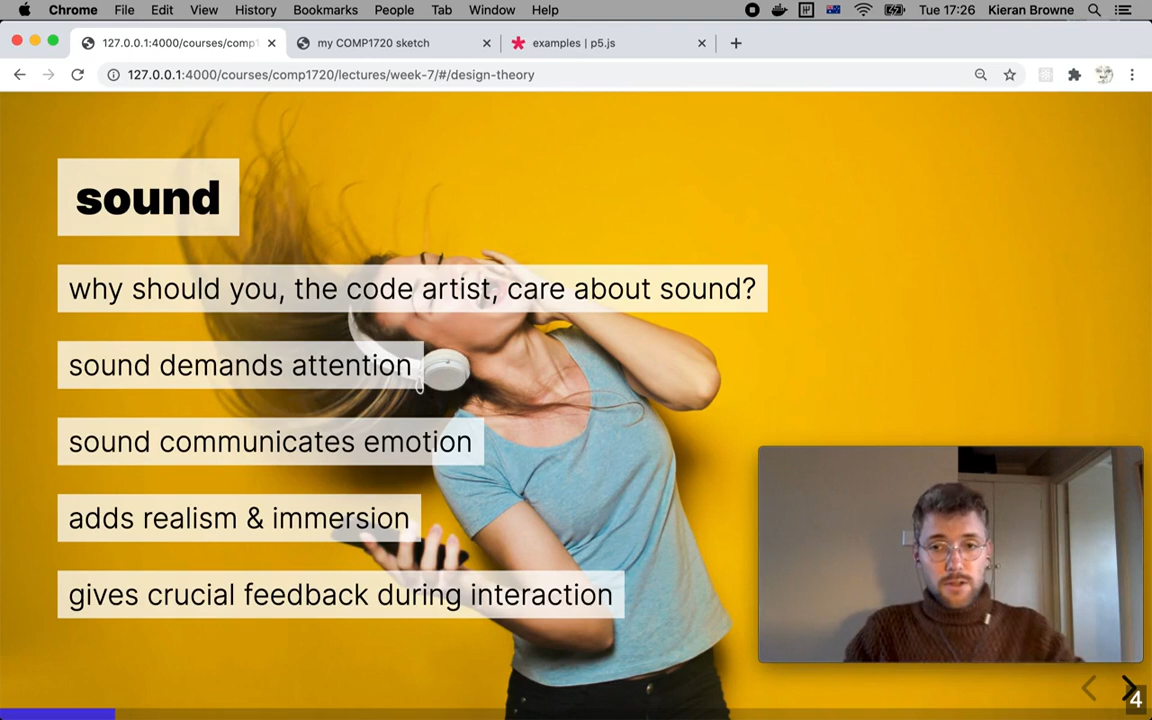 Chrome File Edit View History Bookmarks People Tab Window Help Tue 17:26 Kieran Browne
127.0.0.1:4000/courses/comp1 my COMP1720 sketch examples | p5.js
127.0.0.1:4000/courses/comp1720/lectures/week-7/#/design-theory
sound
why should you, the code artist, care about sound?
sound demands attention
sound communicates emotion
adds realism & immersion
gives crucial feedback during interaction
4